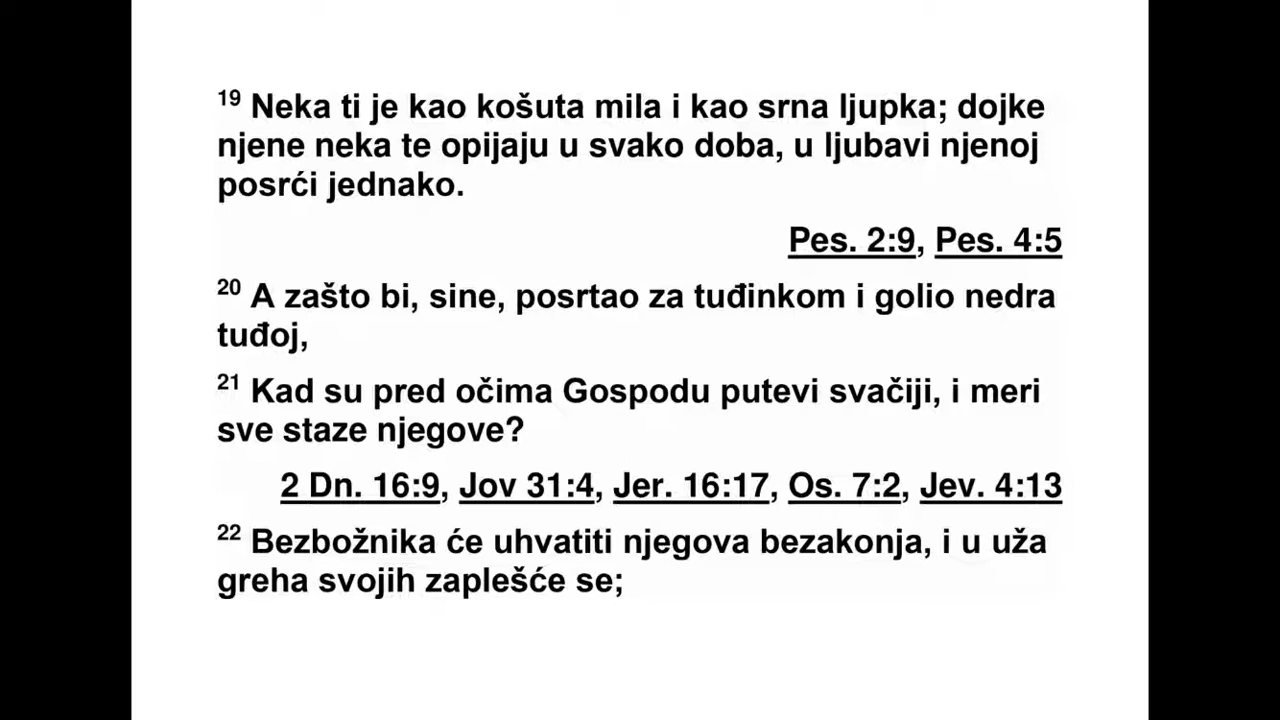 19 Neka ti je kao košuta mila i kao srna ljupka; dojke
njene neka te opijaju u svako doba, u ljubavi njenoj
posrći jednako.
Pes. 2:9, Pes. 4:5
20 A zašto bi, sine, posrtao za tuđinkom i golio nedra
tuđoj,
21 Kad su pred očima Gospodu putevi svačiji, i meri
sve staze njegove?
2 Dn. 16:9, Jov 31:4, Jer. 16:17, Os. 7:2, Jev. 4:13
22 Bezbožnika će uhvatiti njegova bezakonja, i u uža
greha svojih zaplešće se;